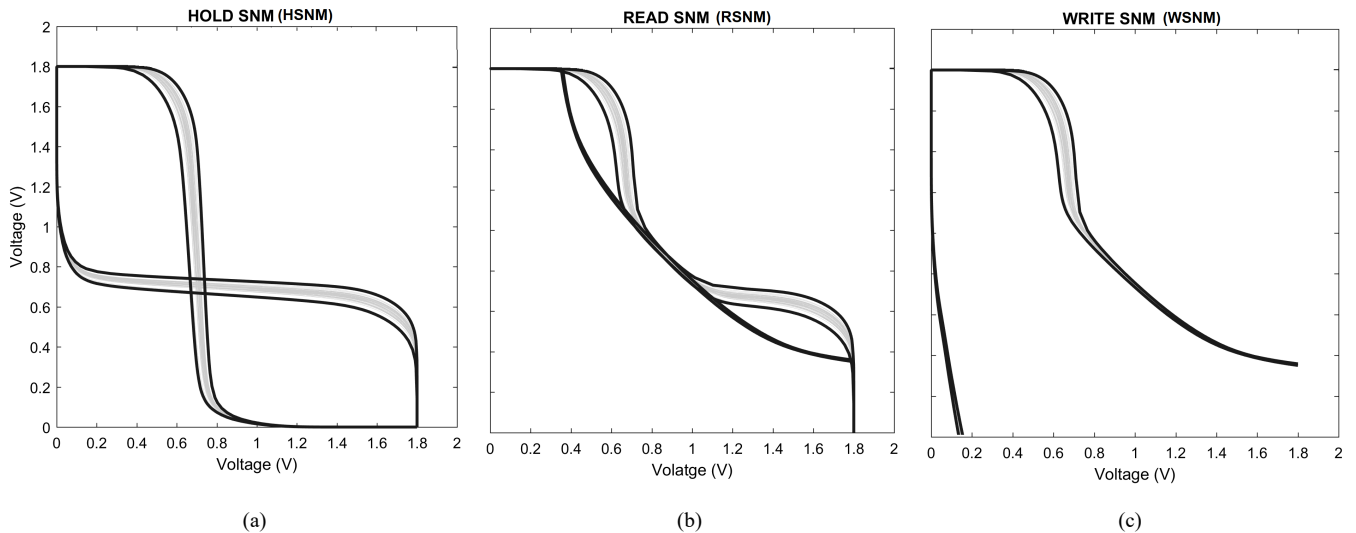 HOLD SNM (HSNM)
READ SNM (RSNM)
WRITE SNM (WSNM)
2
1.8
1.6
1.4
1.2
1
0.8
0.6
0.4
0.2
0
Voltage (V)
0 0.2 0.4 0.6 0.8 1 1.2 1.4 1.6 1.8 2
0 0.2 0.4 0.6 0.8 1 1.2 1.4 1.6 1.8 2
0 0.2 0.4 0.6 0.8 1 1.2 1.4 1.6 1.8 2
Voltage (V)
Volatge (V)
Voltage (V)
(a)
(b)
(c)